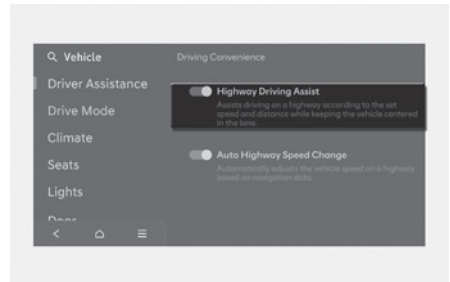 Vehicle
Driver Assistance
Drive Mode
Climate
Seats
Lights
Door
Driving Convenience
Highway Driving Assist
Assists driving on a highway according to the set
speed and distance while keeping the vehicle centered
in the lane.
Auto Highway Speed Change
Automatically adjusts the vehicle speed on a highway
based on navigation data.